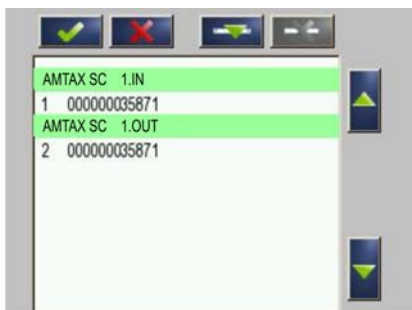 AMTAX SC 1.IN
1 000000035871
AMTAX SC 1.OUT
2 000000035871